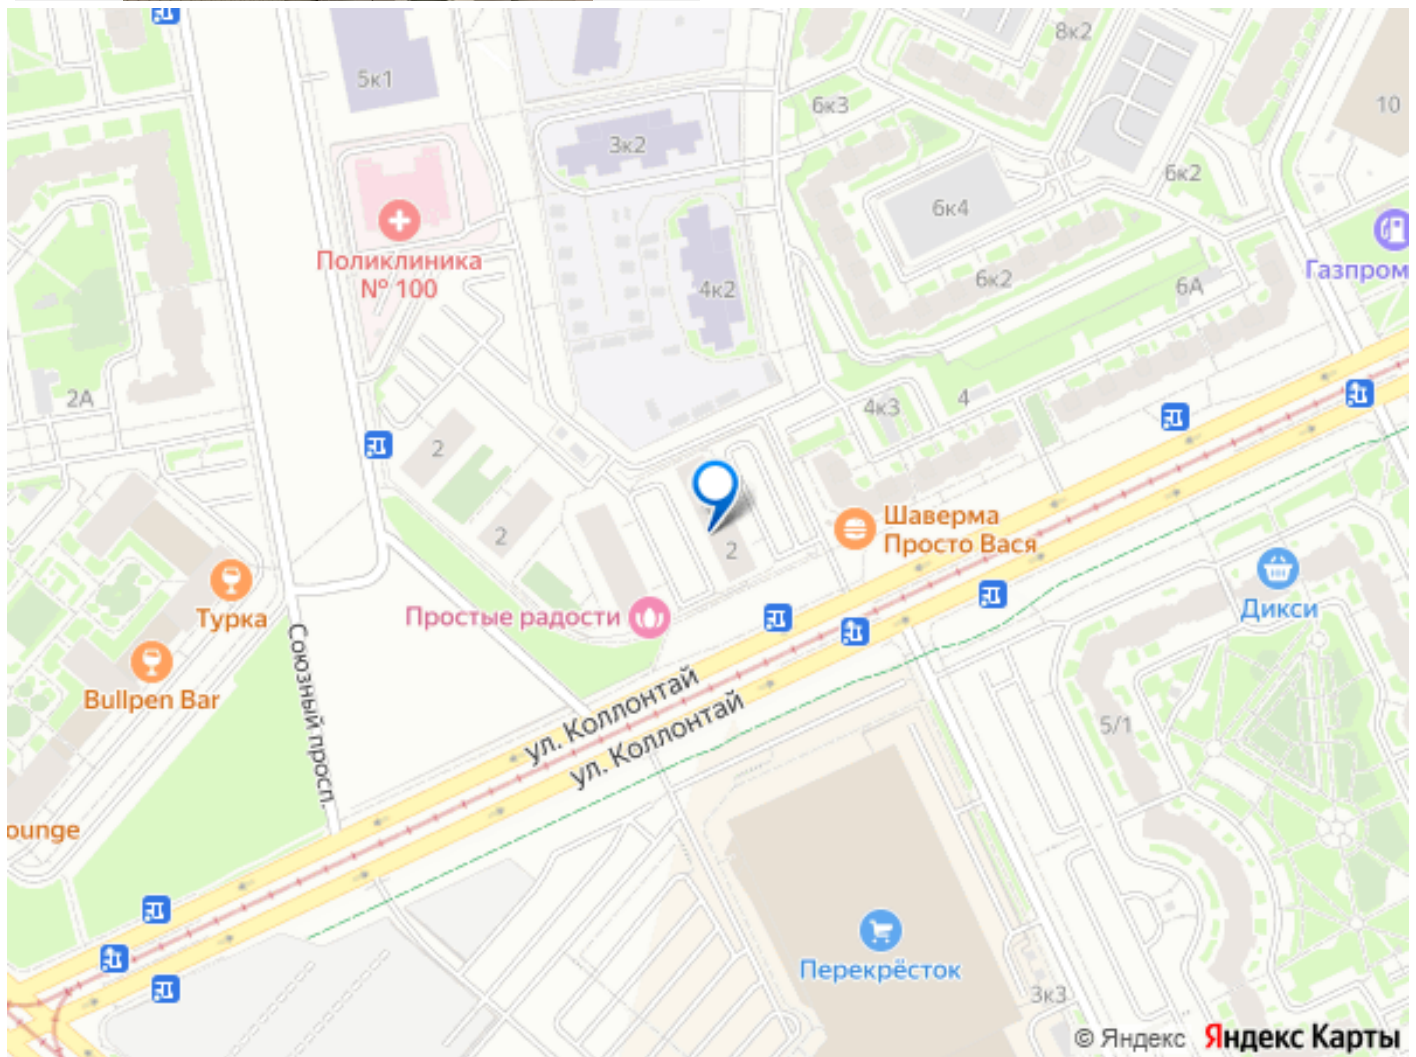 8к2
5к1
6к3
10
3к2
6к2
6к4
Поликлиника
№ 100
4к2
6к2
6А
Газпром
2А
4к3
4
2
Шаверма
Просто Вася
2
2
Дикси
Турка
Простые радости
Союзный просп.
Bullpen Bar
ул. Коллонтай
ул. Коллонтай
5/1
ounge
Перекрёсток
3к3
© Яндекс Яндекс Карты